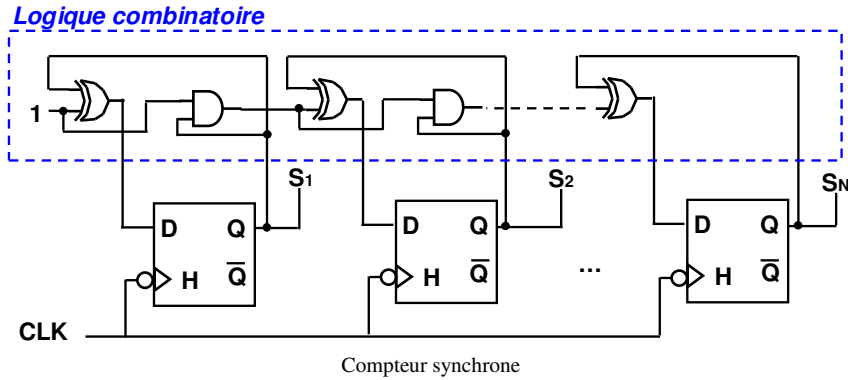 Logique combinatoire
1
S1 S2 SN
D Q D Q D Q
H Q H Q ... H Q
CLK
Compteur synchrone